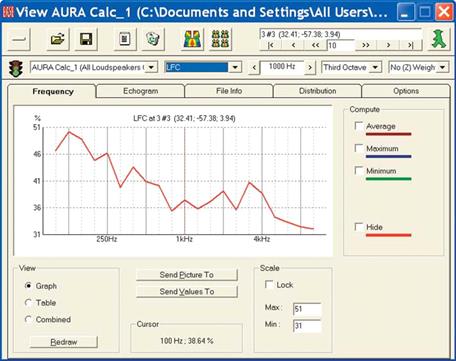 View AURA Calc_1 (C:\Documents and Settings\All Users\...
3 #3 (32.41; -57.38; 3.94)
>| < << 10 >> > >|
AURA Calc_1 (All Loudspeakers ( LFC < 1000 Hz > Third Octave No (Z) Weigh
Frequency Echogram File Info Distribution Options
% LFC at 3 #3 (32.41; -57.38; 3.94)
51
46
41
36
31
250Hz 1kHz 4kHz
Compute
Average
Maximum
Minimum
Hide
View
Graph
Table
Combined
Redraw
Send Picture To
Send Values To
Cursor
100 Hz ; 38.64 %
Scale
Lock
Max : 51
Min : 31